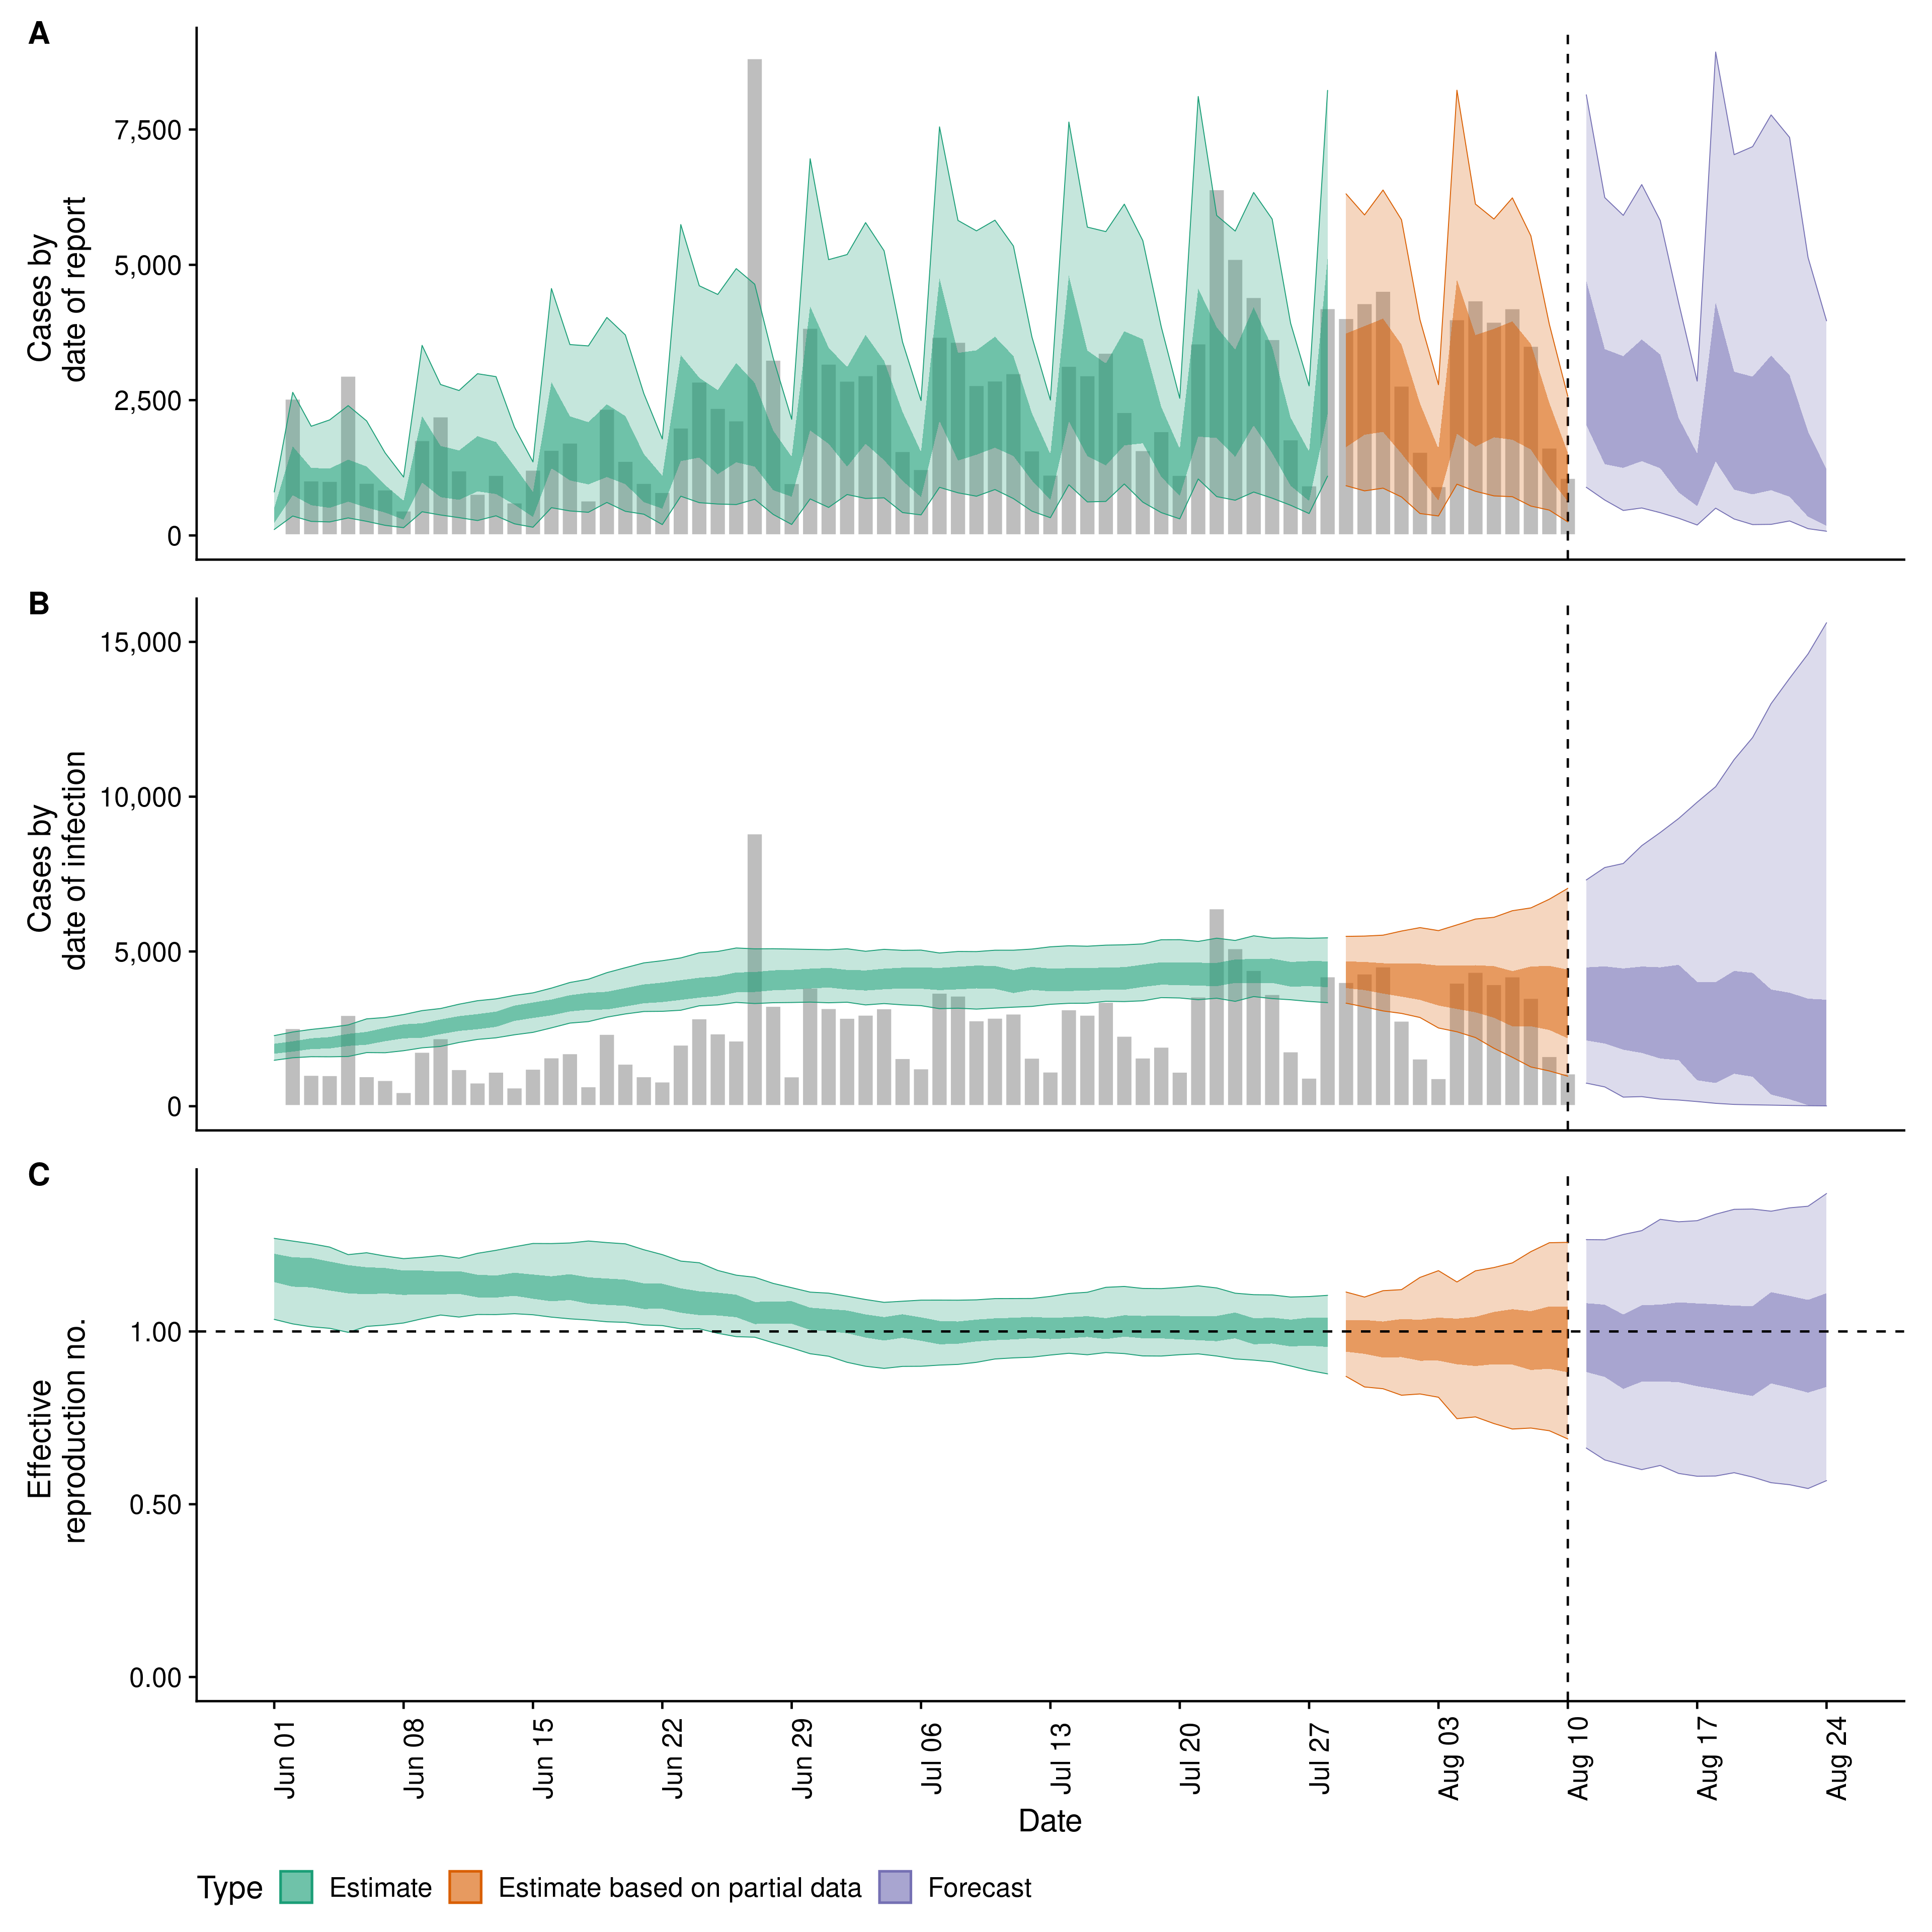 A
Cases by
date of report
7,500
5,000
2,500
0
B
Cases by
date of infection
15,000
10,000
5,000
0
C
Effective
reproduction no.
1.00
0.50
0.00
Jun 01
Jun 08
Jun 15
Jun 22
Jun 29
Jul 06
Jul 13
Jul 20
Jul 27
Aug 03
Aug 10
Aug 17
Aug 24
Date
Type Estimate Estimate based on partial data Forecast